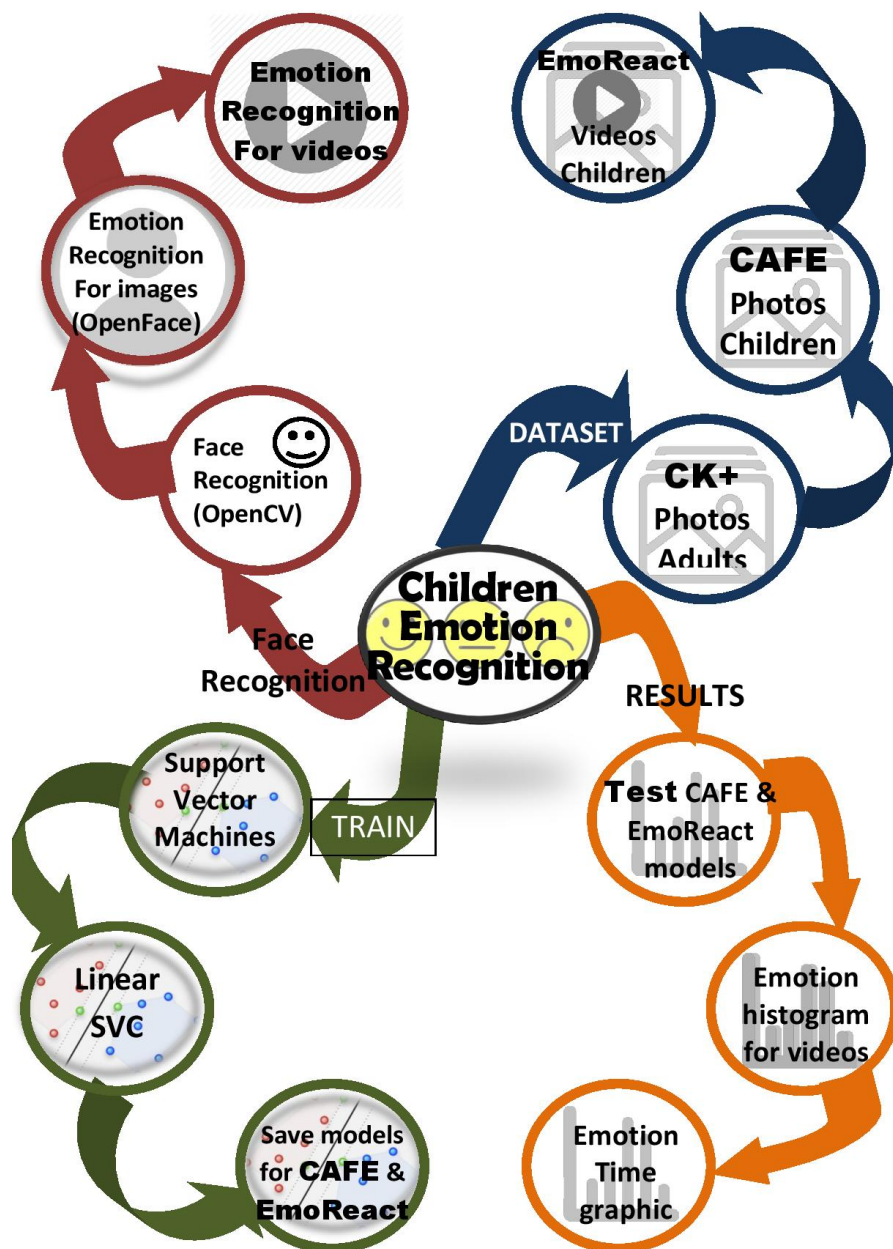 Emotion
Recognition
For videos
Emotion
Recognition
For images
(OpenFace)
Face
Recognition
(OpenCV)
Face
Recognition
EmoReact
Videos
Children
CAFE
Photos
Children
DATASET
CK+
Photos
Adults
Children
Emotion
Recognition
TRAIN
Support
Vector
Machines
Linear
SVC
Save models
for CAFE &
EmoReact
RESULTS
Test CAFE &
EmoReact
models
Emotion
histogram
for videos
Emotion
Time
graphic